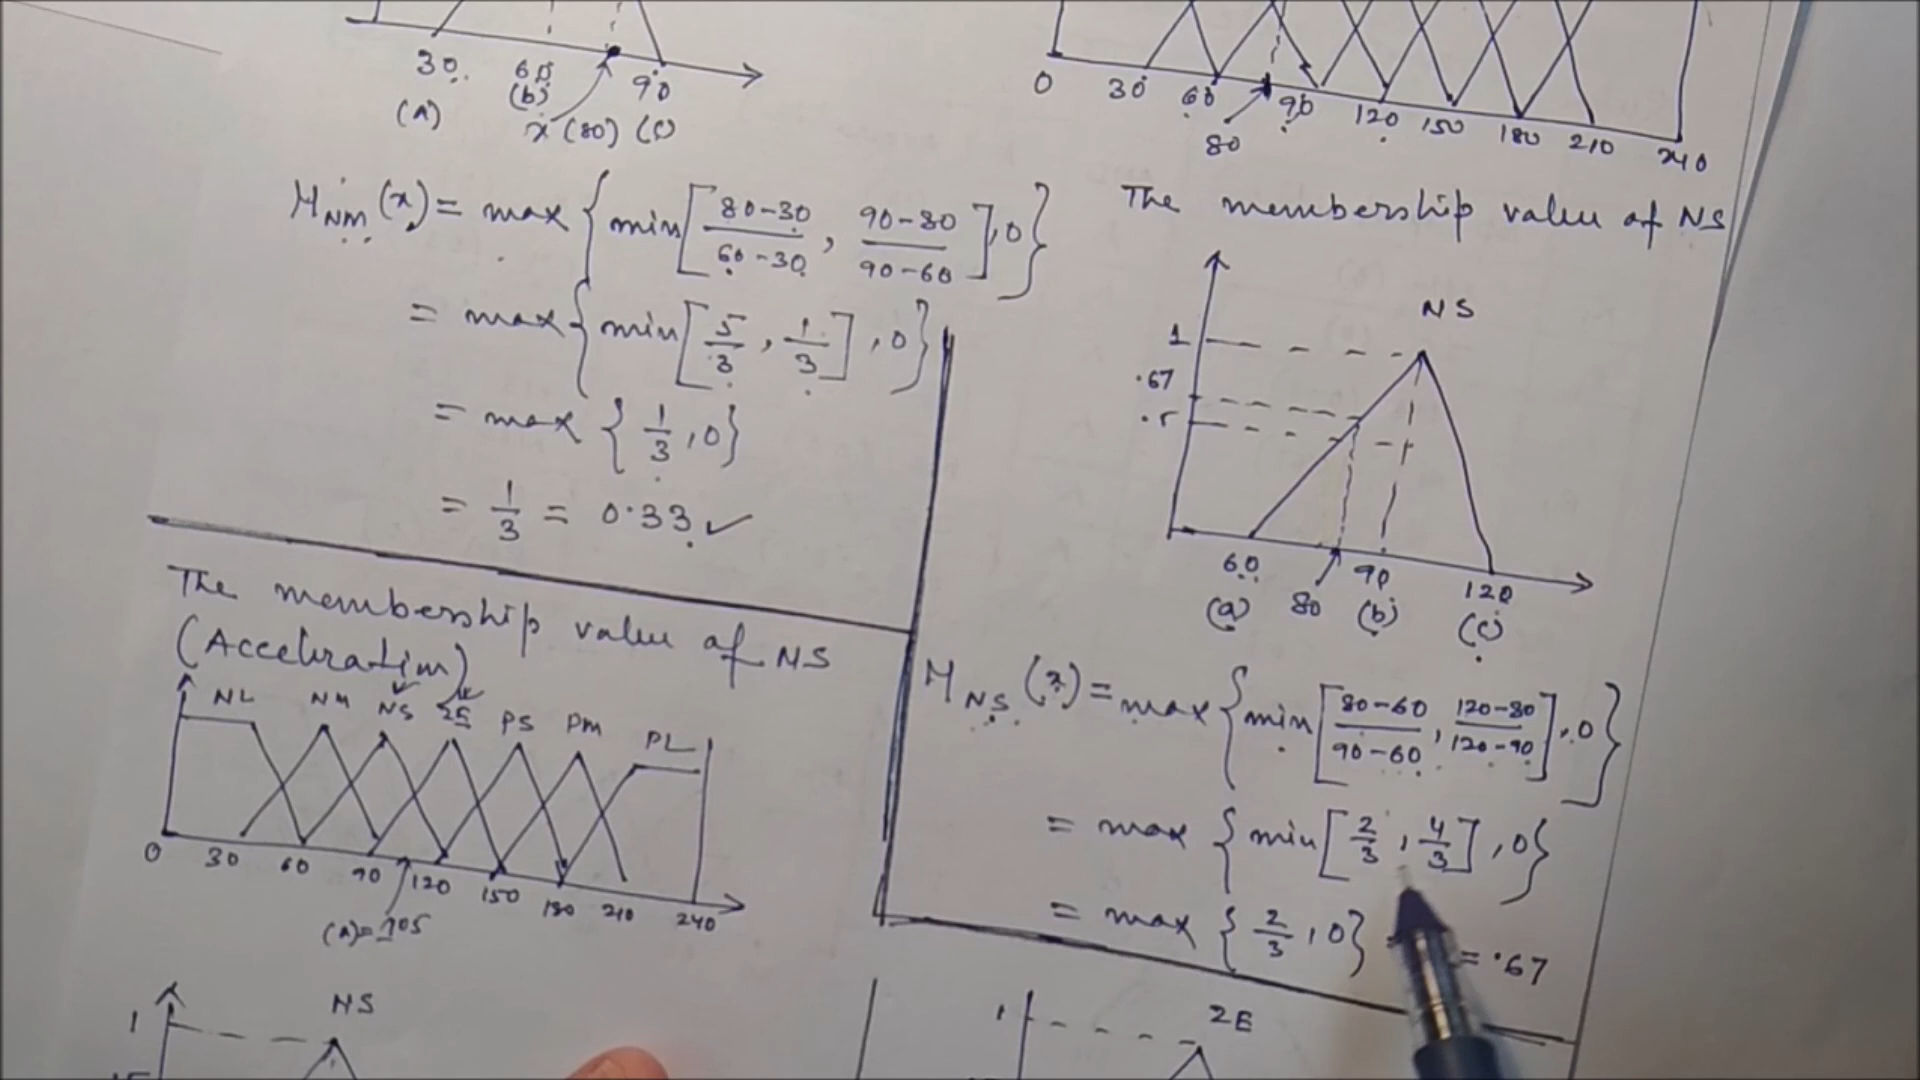 30 60 90
(A) (b) x (80) (c)
μNM(x) = max { min [ 80-30 / 60-30 , 90-80 / 90-60 ] , 0 }
= max { min [ 5/3 , 1/3 ] , 0 }
= max { 1/3 , 0 }
= 1/3 = 0.33 ✓
The membership value of NS
(Acceleration)
NL NM NS ZE PS PM PL
0 30 60 90 120 150 180 210 240
(A)=105
NS
1
0 30 60 90 120 150 180 210 240
80
The membership value of NS
NS
1
.67
.5
60 80 90 120
(a) (b) (c)
μNS(x) = max { min [ 80-60 / 90-60 , 120-80 / 120-90 ] , 0 }
= max { min [ 2/3 , 4/3 ] , 0 }
= max { 2/3 , 0 } = = .67
ZE
1